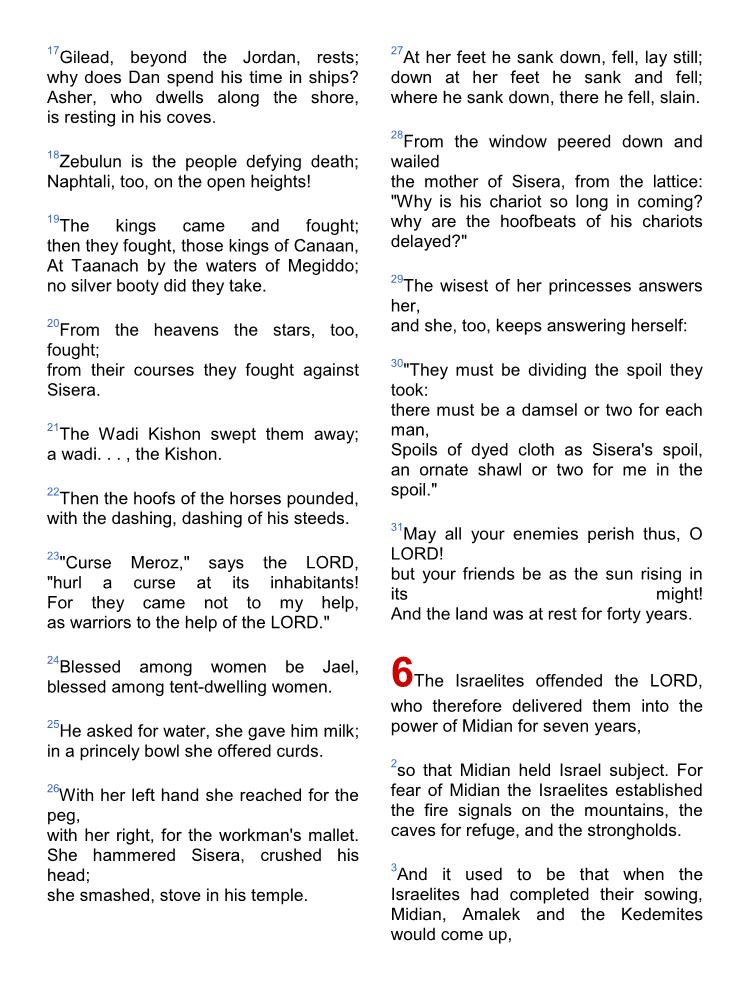 17Gilead, beyond the Jordan, rests;
why does Dan spend his time in ships?
Asher, who dwells along the shore,
is resting in his coves.
18Zebulun is the people defying death;
Naphtali, too, on the open heights!
19The kings came and fought;
then they fought, those kings of Canaan,
At Taanach by the waters of Megiddo;
no silver booty did they take.
20From the heavens the stars, too,
fought;
from their courses they fought against
Sisera.
21The Wadi Kishon swept them away;
a wadi. . . , the Kishon.
22Then the hoofs of the horses pounded,
with the dashing, dashing of his steeds.
23"Curse Meroz," says the LORD,
"hurl a curse at its inhabitants!
For they came not to my help,
as warriors to the help of the LORD."
24Blessed among women be Jael,
blessed among tent-dwelling women.
25He asked for water, she gave him milk;
in a princely bowl she offered curds.
26With her left hand she reached for the
peg,
with her right, for the workman's mallet.
She hammered Sisera, crushed his
head;
she smashed, stove in his temple.
27At her feet he sank down, fell, lay still;
down at her feet he sank and fell;
where he sank down, there he fell, slain.
28From the window peered down and
wailed
the mother of Sisera, from the lattice:
"Why is his chariot so long in coming?
why are the hoofbeats of his chariots
delayed?"
29The wisest of her princesses answers
her,
and she, too, keeps answering herself:
30"They must be dividing the spoil they
took:
there must be a damsel or two for each
man,
Spoils of dyed cloth as Sisera's spoil,
an ornate shawl or two for me in the
spoil."
31May all your enemies perish thus, O
LORD!
but your friends be as the sun rising in
its might!
And the land was at rest for forty years.
6The Israelites offended the LORD,
who therefore delivered them into the
power of Midian for seven years,
2so that Midian held Israel subject. For
fear of Midian the Israelites established
the fire signals on the mountains, the
caves for refuge, and the strongholds.
3And it used to be that when the
Israelites had completed their sowing,
Midian, Amalek and the Kedemites
would come up,